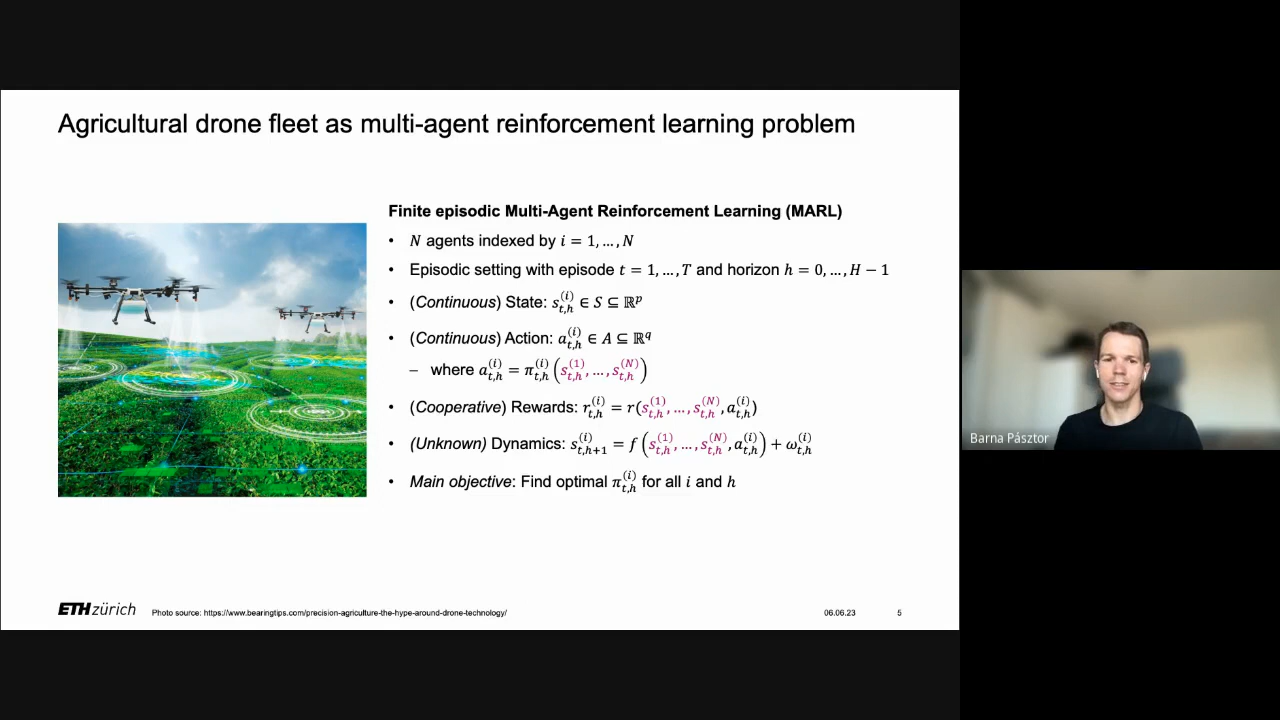 Agricultural drone fleet as multi-agent reinforcement learning problem
Finite episodic Multi-Agent Reinforcement Learning (MARL)
• N agents indexed by i = 1, …, N
• Episodic setting with episode t = 1, …, T and horizon h = 0, …, H − 1
• (Continuous) State: s_{t,h}^{(i)} ∈ S ⊆ ℝ^p
• (Continuous) Action: a_{t,h}^{(i)} ∈ A ⊆ ℝ^q
– where a_{t,h}^{(i)} = π_{t,h}^{(i)} (s_{t,h}^{(1)}, …, s_{t,h}^{(N)})
• (Cooperative) Rewards: r_{t,h}^{(i)} = r(s_{t,h}^{(1)}, …, s_{t,h}^{(N)}, a_{t,h}^{(i)})
• (Unknown) Dynamics: s_{t,h+1}^{(i)} = f (s_{t,h}^{(1)}, …, s_{t,h}^{(N)}, a_{t,h}^{(i)}) + ω_{t,h}^{(i)}
• Main objective: Find optimal π_{t,h}^{(i)} for all i and h
ETH zürich
Photo source: https://www.bearingtips.com/precision-agriculture-the-hype-around-drone-technology/
06.06.23
5
Barna Pásztor